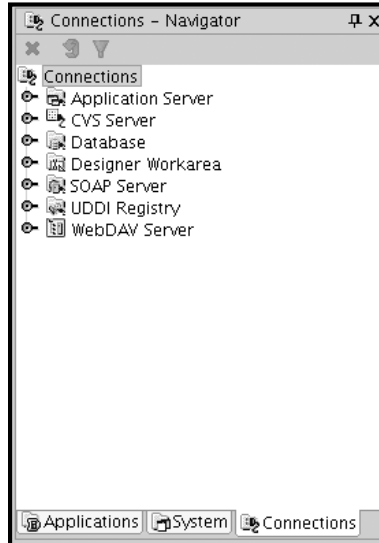 Connections - Navigator
Connections
Application Server
CVS Server
Database
Designer Workarea
SOAP Server
UDDI Registry
WebDAV Server
Applications System Connections